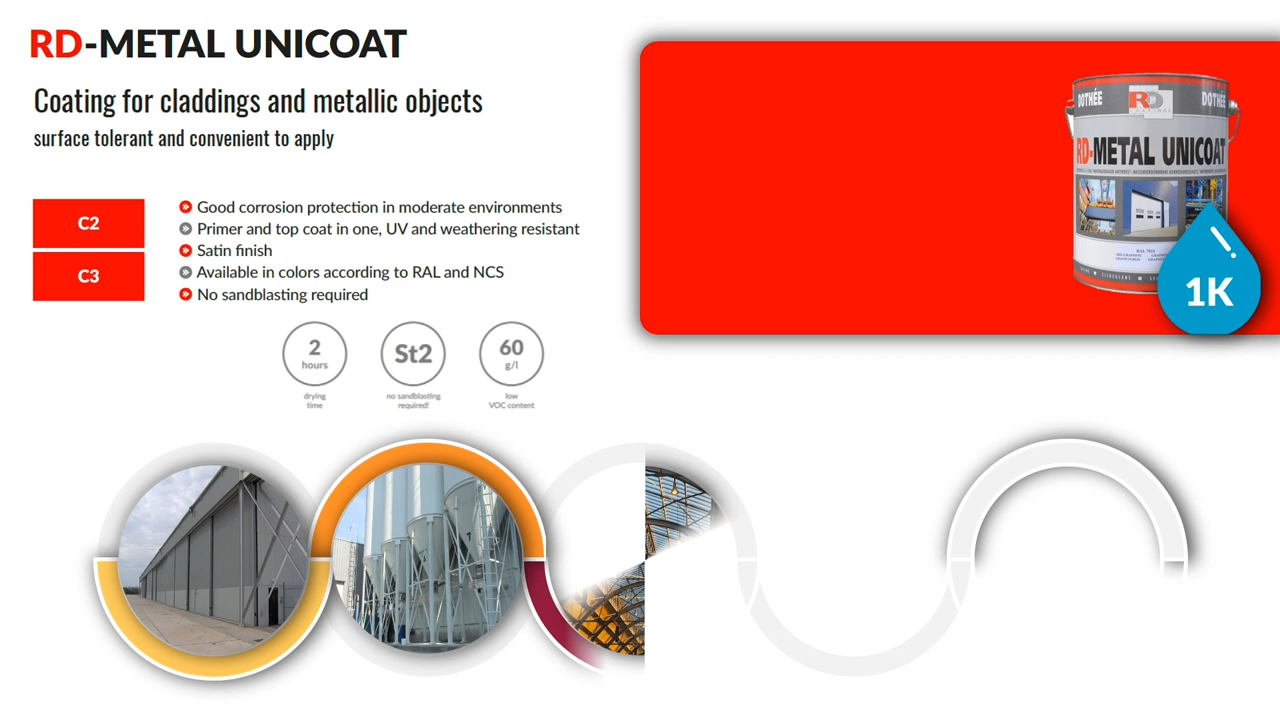 RD-METAL UNICOAT
Coating for claddings and metallic objects
surface tolerant and convenient to apply
C2
C3
Good corrosion protection in moderate environments
Primer and top coat in one, UV and weathering resistant
Satin finish
Available in colors according to RAL and NCS
No sandblasting required
2
hours
drying
time
St2
no sandblasting
required!
60
g/l
low
VOC content
DOTHÉE
RD
DOTHÉE
RD-METAL UNICOAT
1K